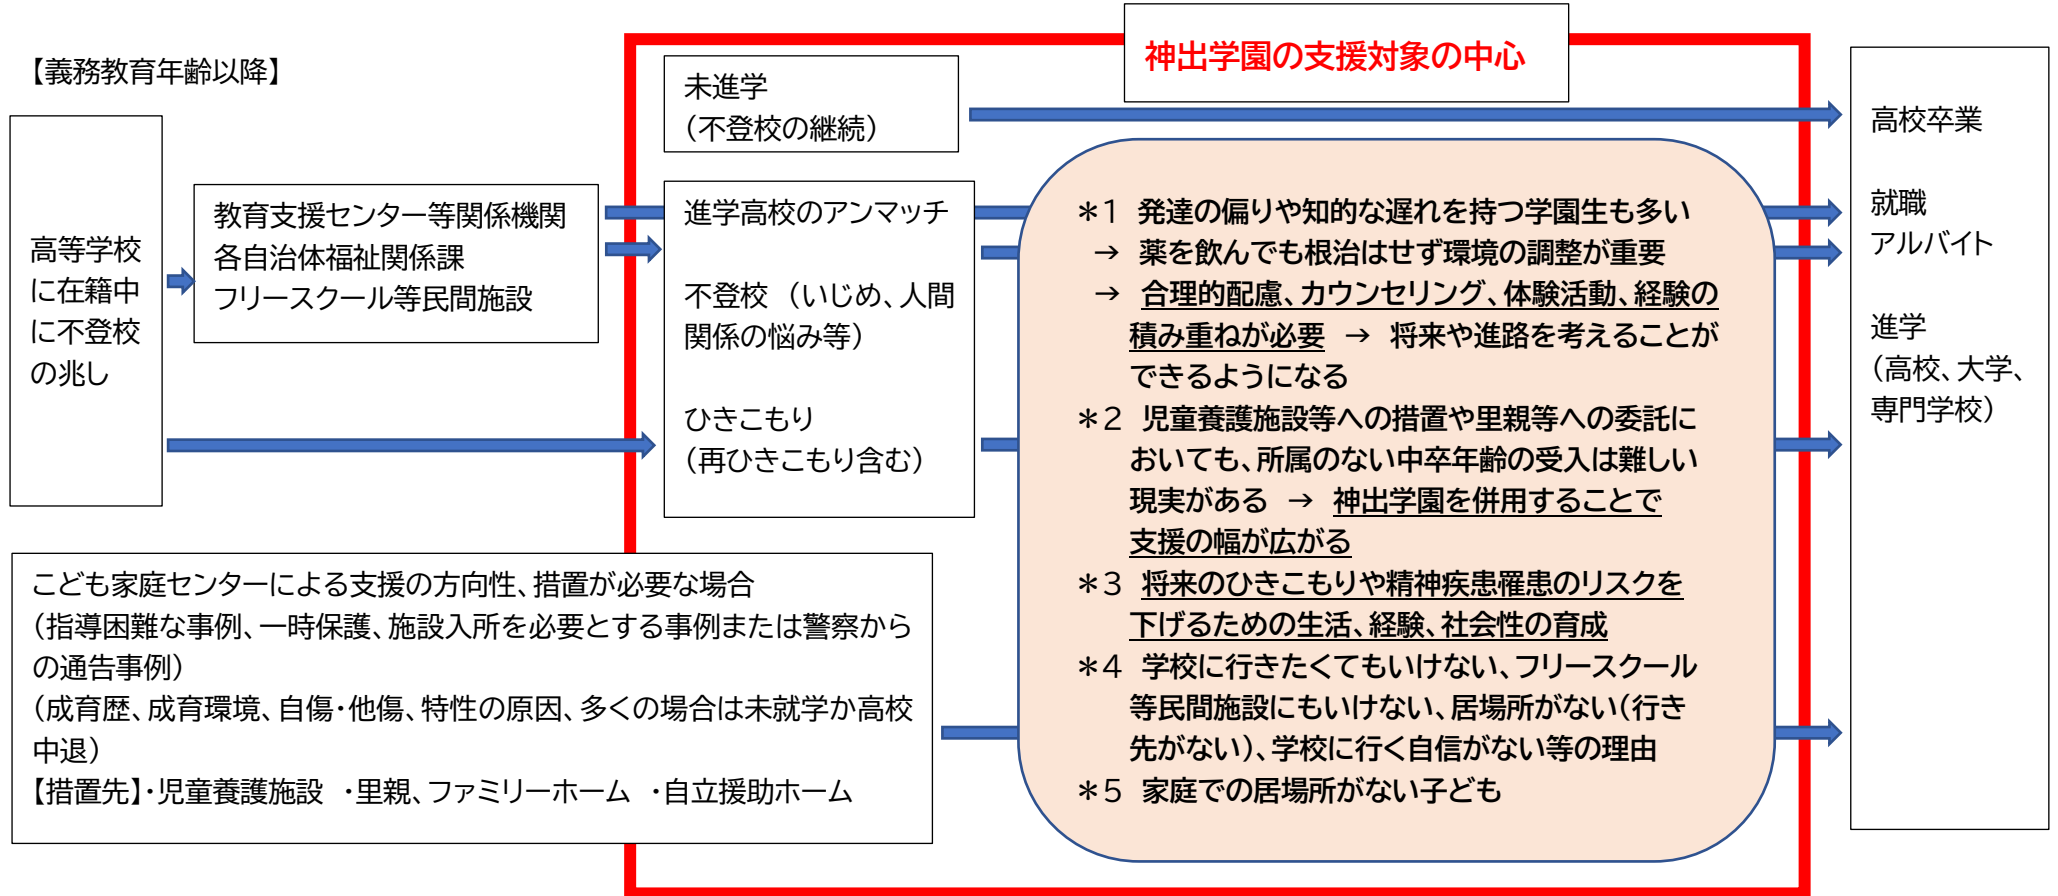 神出学園の支援対象の中心
【義務教育年齢以降】
高等学校
に在籍中
に不登校
の兆し
教育支援センター等関係機関
各自治体福祉関係課
フリースクール等民間施設
未進学
（不登校の継続）
進学高校のアンマッチ
不登校 （いじめ、人間
関係の悩み等）
ひきこもり
（再ひきこもり含む）
こども家庭センターによる支援の方向性、措置が必要な場合
（指導困難な事例、一時保護、施設入所を必要とする事例または警察から
の通告事例）
（成育歴、成育環境、自傷・他傷、特性の原因、多くの場合は未就学か高校
中退）
【措置先】・児童養護施設 ・里親、ファミリーホーム ・自立援助ホーム
＊1 発達の偏りや知的な遅れを持つ学園生も多い
→ 薬を飲んでも根治はせず環境の調整が重要
→ 合理的配慮、カウンセリング、体験活動、経験の
積み重ねが必要 → 将来や進路を考えることが
できるようになる
＊2 児童養護施設等への措置や里親等への委託に
おいても、所属のない中卒年齢の受入は難しい
現実がある → 神出学園を併用することで
支援の幅が広がる
＊3 将来のひきこもりや精神疾患罹患のリスクを
下げるための生活、経験、社会性の育成
＊4 学校に行きたくてもいけない、フリースクール
等民間施設にもいけない、居場所がない（行き
先がない）、学校に行く自信がない等の理由
＊5 家庭での居場所がない子ども
高校卒業
就職
アルバイト
進学
（高校、大学、
専門学校）